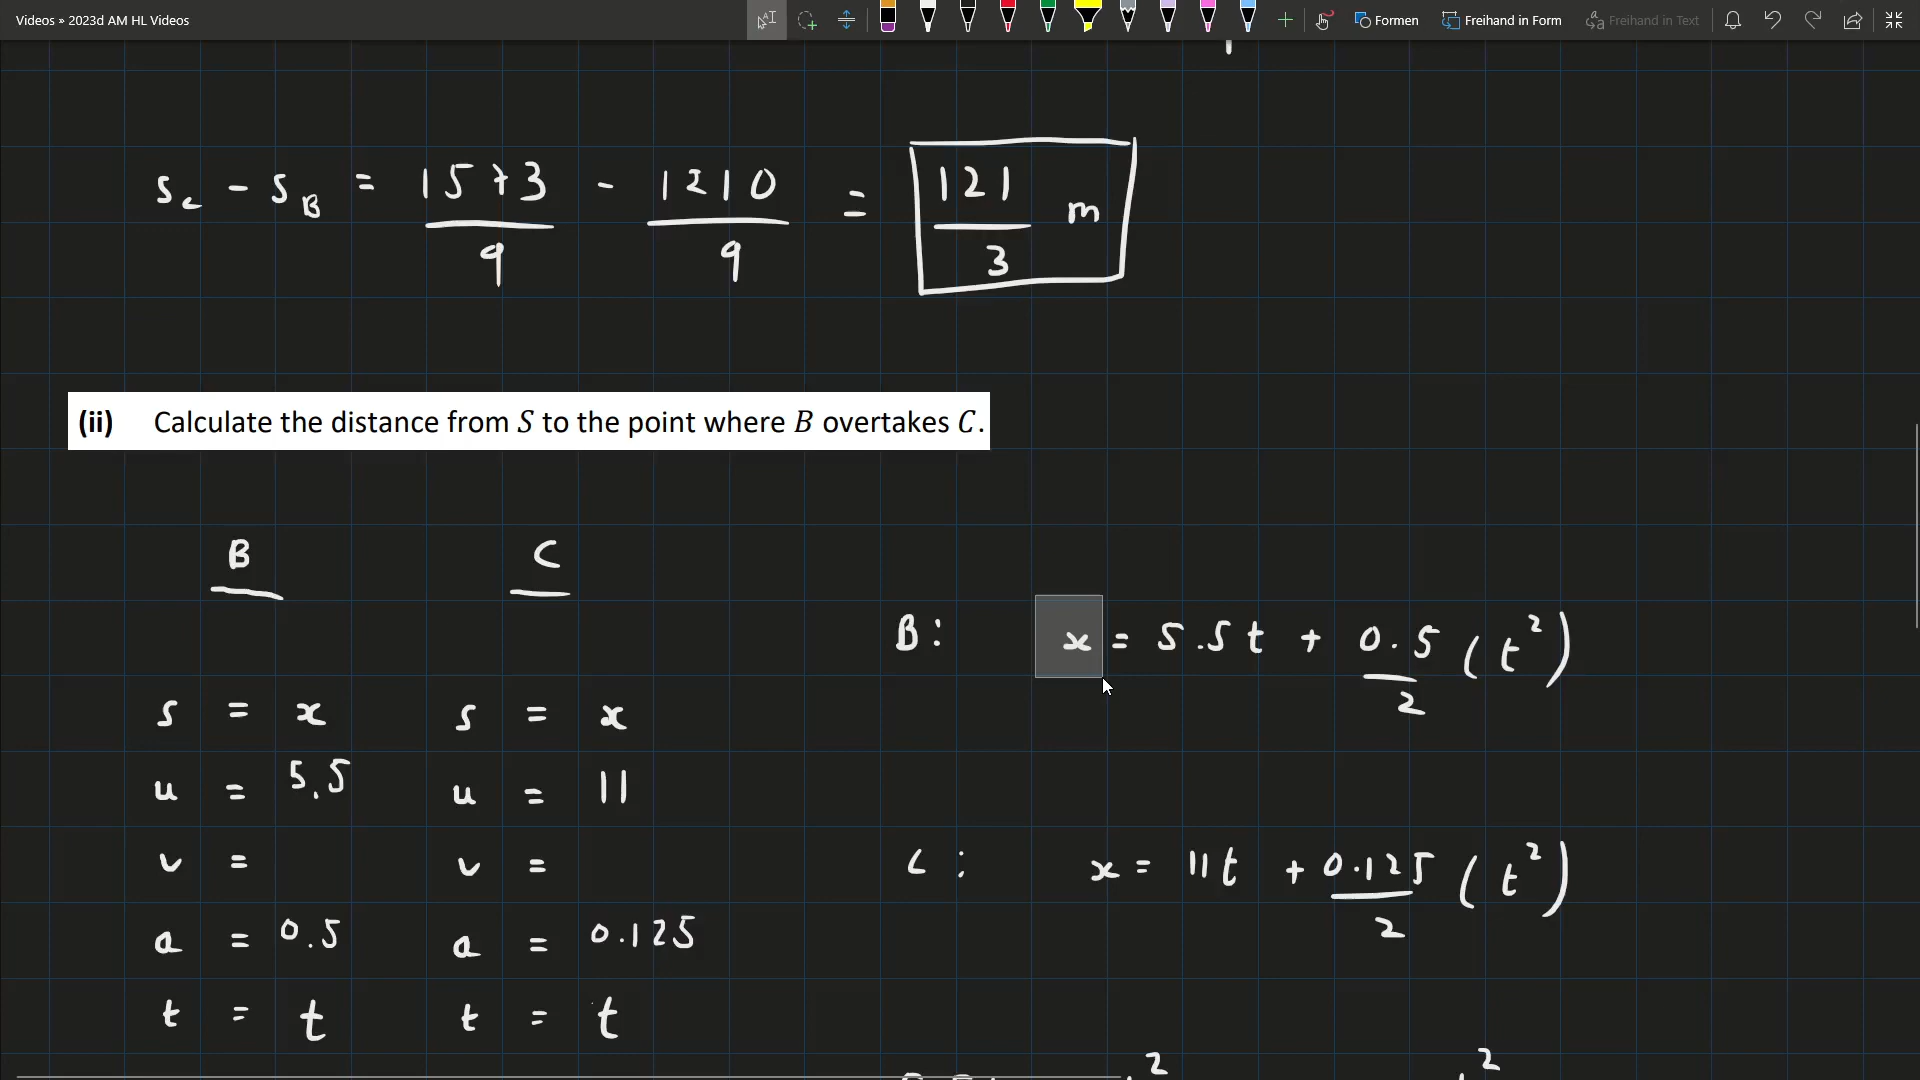 Videos » 2023d AM HL Videos
Formen
Freihand in Form
Freihand in Text
s_c - s_B = 1573/9 - 1210/9 = 121/3 m
(ii) Calculate the distance from S to the point where B overtakes C.
B C
B: x = 5.5t + 0.5/2 (t²)
s = x s = x
u = 5.5 u = 11
v = v =
C: x = 11t + 0.125/2 (t²)
a = 0.5 a = 0.125
t = t t = t